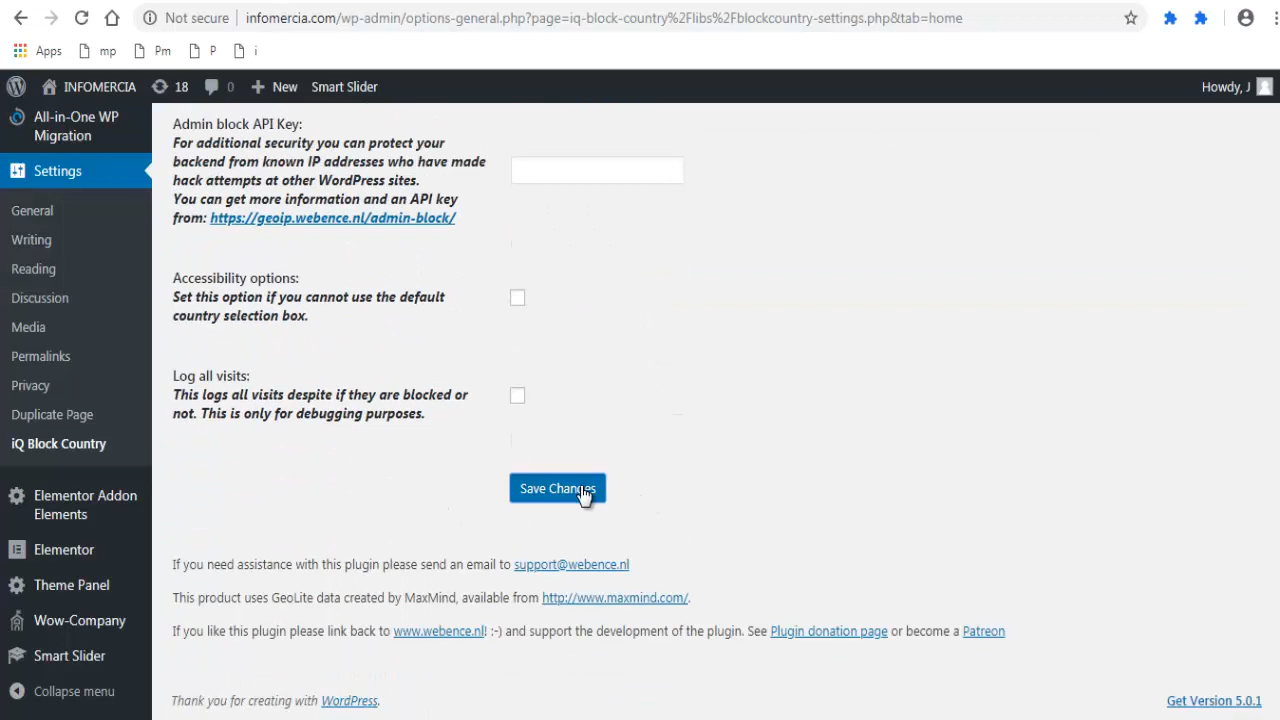 Not secure
infomercia.com/wp-admin/options-general.php?page=iq-block-country%2Flibs%2Fblockcountry-settings.php&tab=home
Apps mp Pm P i
INFOMERCIA 18 0 New Smart Slider Howdy, J
All-in-One WP
Migration
Settings
General
Writing
Reading
Discussion
Media
Permalinks
Privacy
Duplicate Page
iQ Block Country
Elementor Addon
Elements
Elementor
Theme Panel
Wow-Company
Smart Slider
Collapse menu
Admin block API Key:
For additional security you can protect your
backend from known IP addresses who have made
hack attempts at other WordPress sites.
You can get more information and an API key
from: https://geoip.webence.nl/admin-block/
Accessibility options:
Set this option if you cannot use the default
country selection box.
Log all visits:
This logs all visits despite if they are blocked or
not. This is only for debugging purposes.
Save Changes
If you need assistance with this plugin please send an email to support@webence.nl
This product uses GeoLite data created by MaxMind, available from http://www.maxmind.com/.
If you like this plugin please link back to www.webence.nl! :-) and support the development of the plugin. See Plugin donation page or become a Patreon
Thank you for creating with WordPress.
Get Version 5.0.1